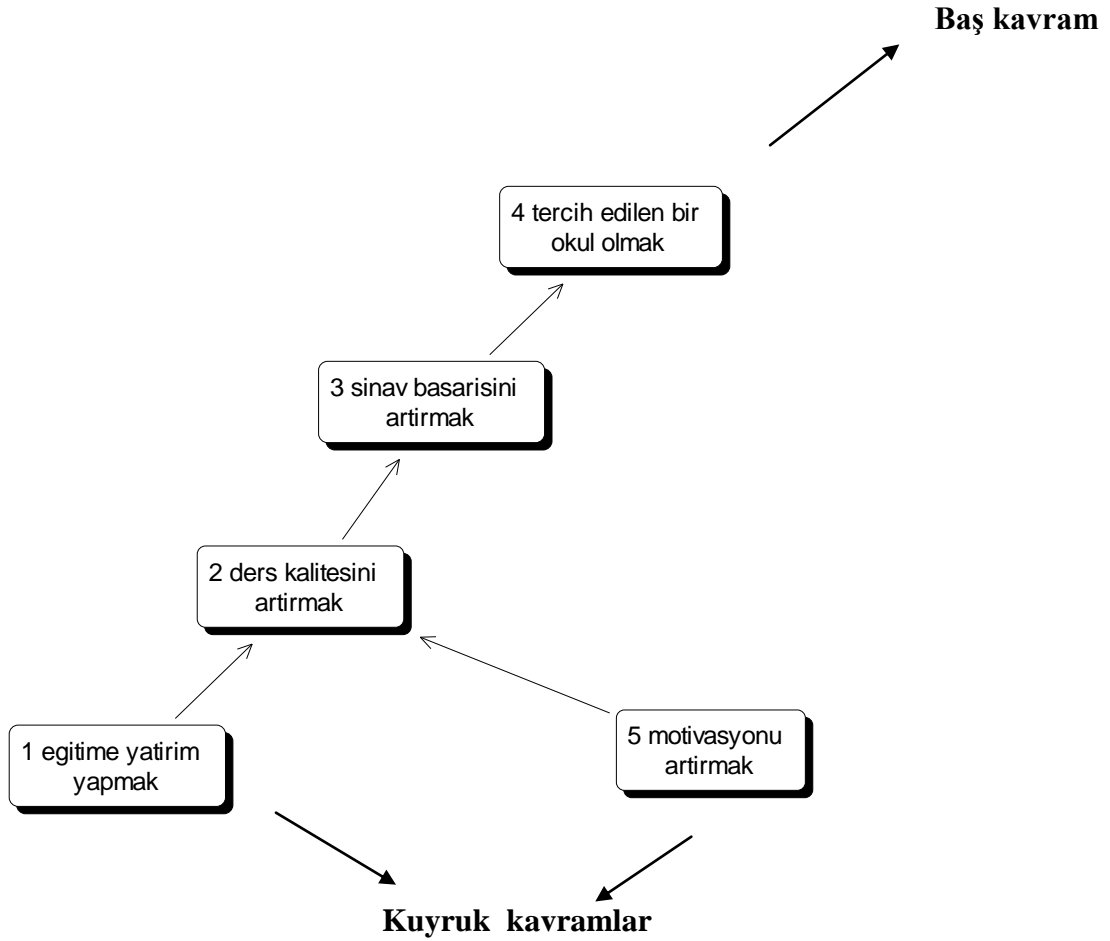 Baş kavram
4 tercih edilen bir
okul olmak
3 sinav basarisini
artirmak
2 ders kalitesini
artirmak
1 egitime yatirim
yapmak
5 motivasyonu
artirmak
Kuyruk kavramlar